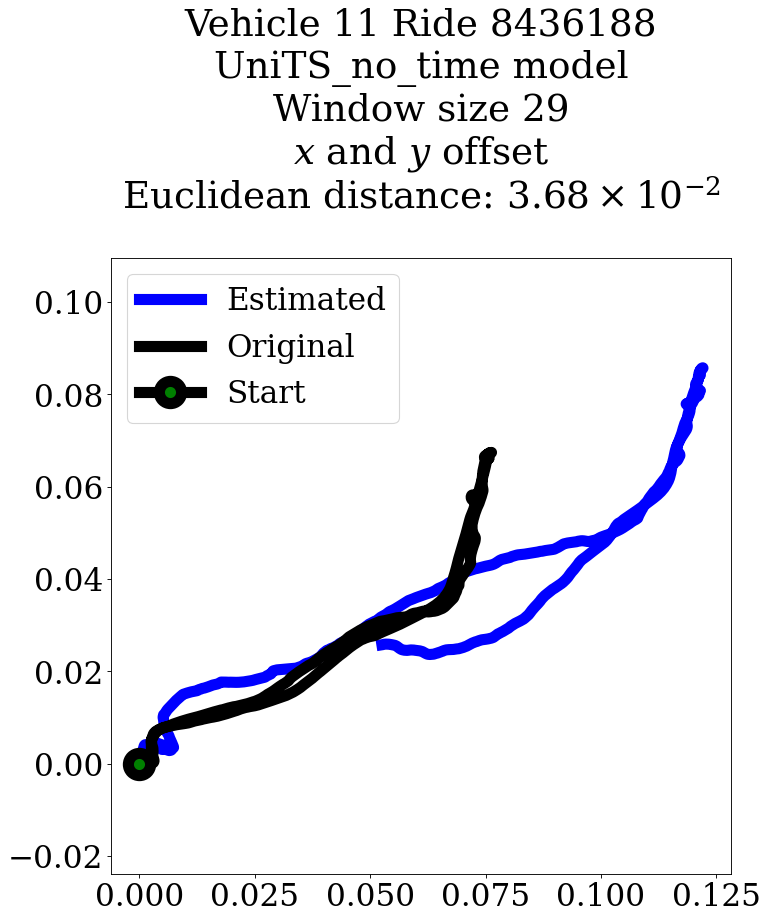 Vehicle 11 Ride 8436188
UniTS_no_time model
Window size 29
x and y offset
Euclidean distance: 3.68 × 10⁻²
Estimated
Original
Start
0.10
0.08
0.06
0.04
0.02
0.00
−0.02
0.000 0.025 0.050 0.075 0.100 0.125